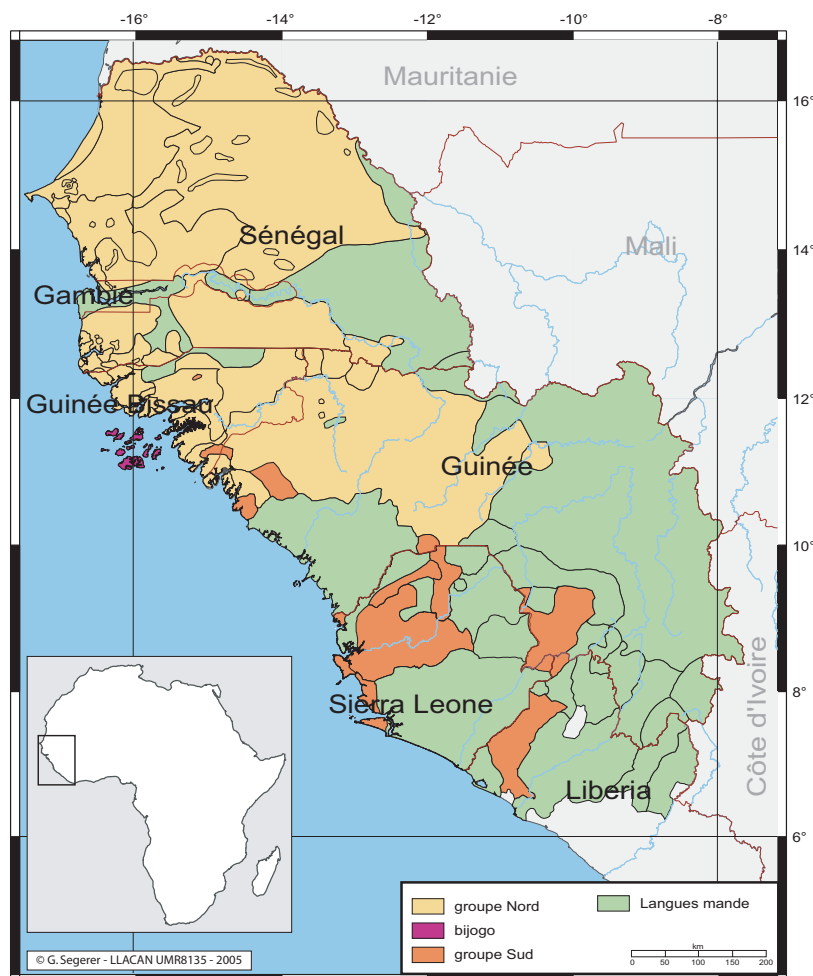 -16°
-14°
-12°
-10°
-8°
Mauritanie
16°
Sénégal
Mali
14°
Gambie
12°
Guinée Bissau
Guinée
10°
Côte d'Ivoire
8°
Sierra Leone
Liberia
6°
groupe Nord
Langues mande
bijogo
groupe Sud
km
0 50 100 150 200
© G. Segerer - LLACAN UMR8135 - 2005